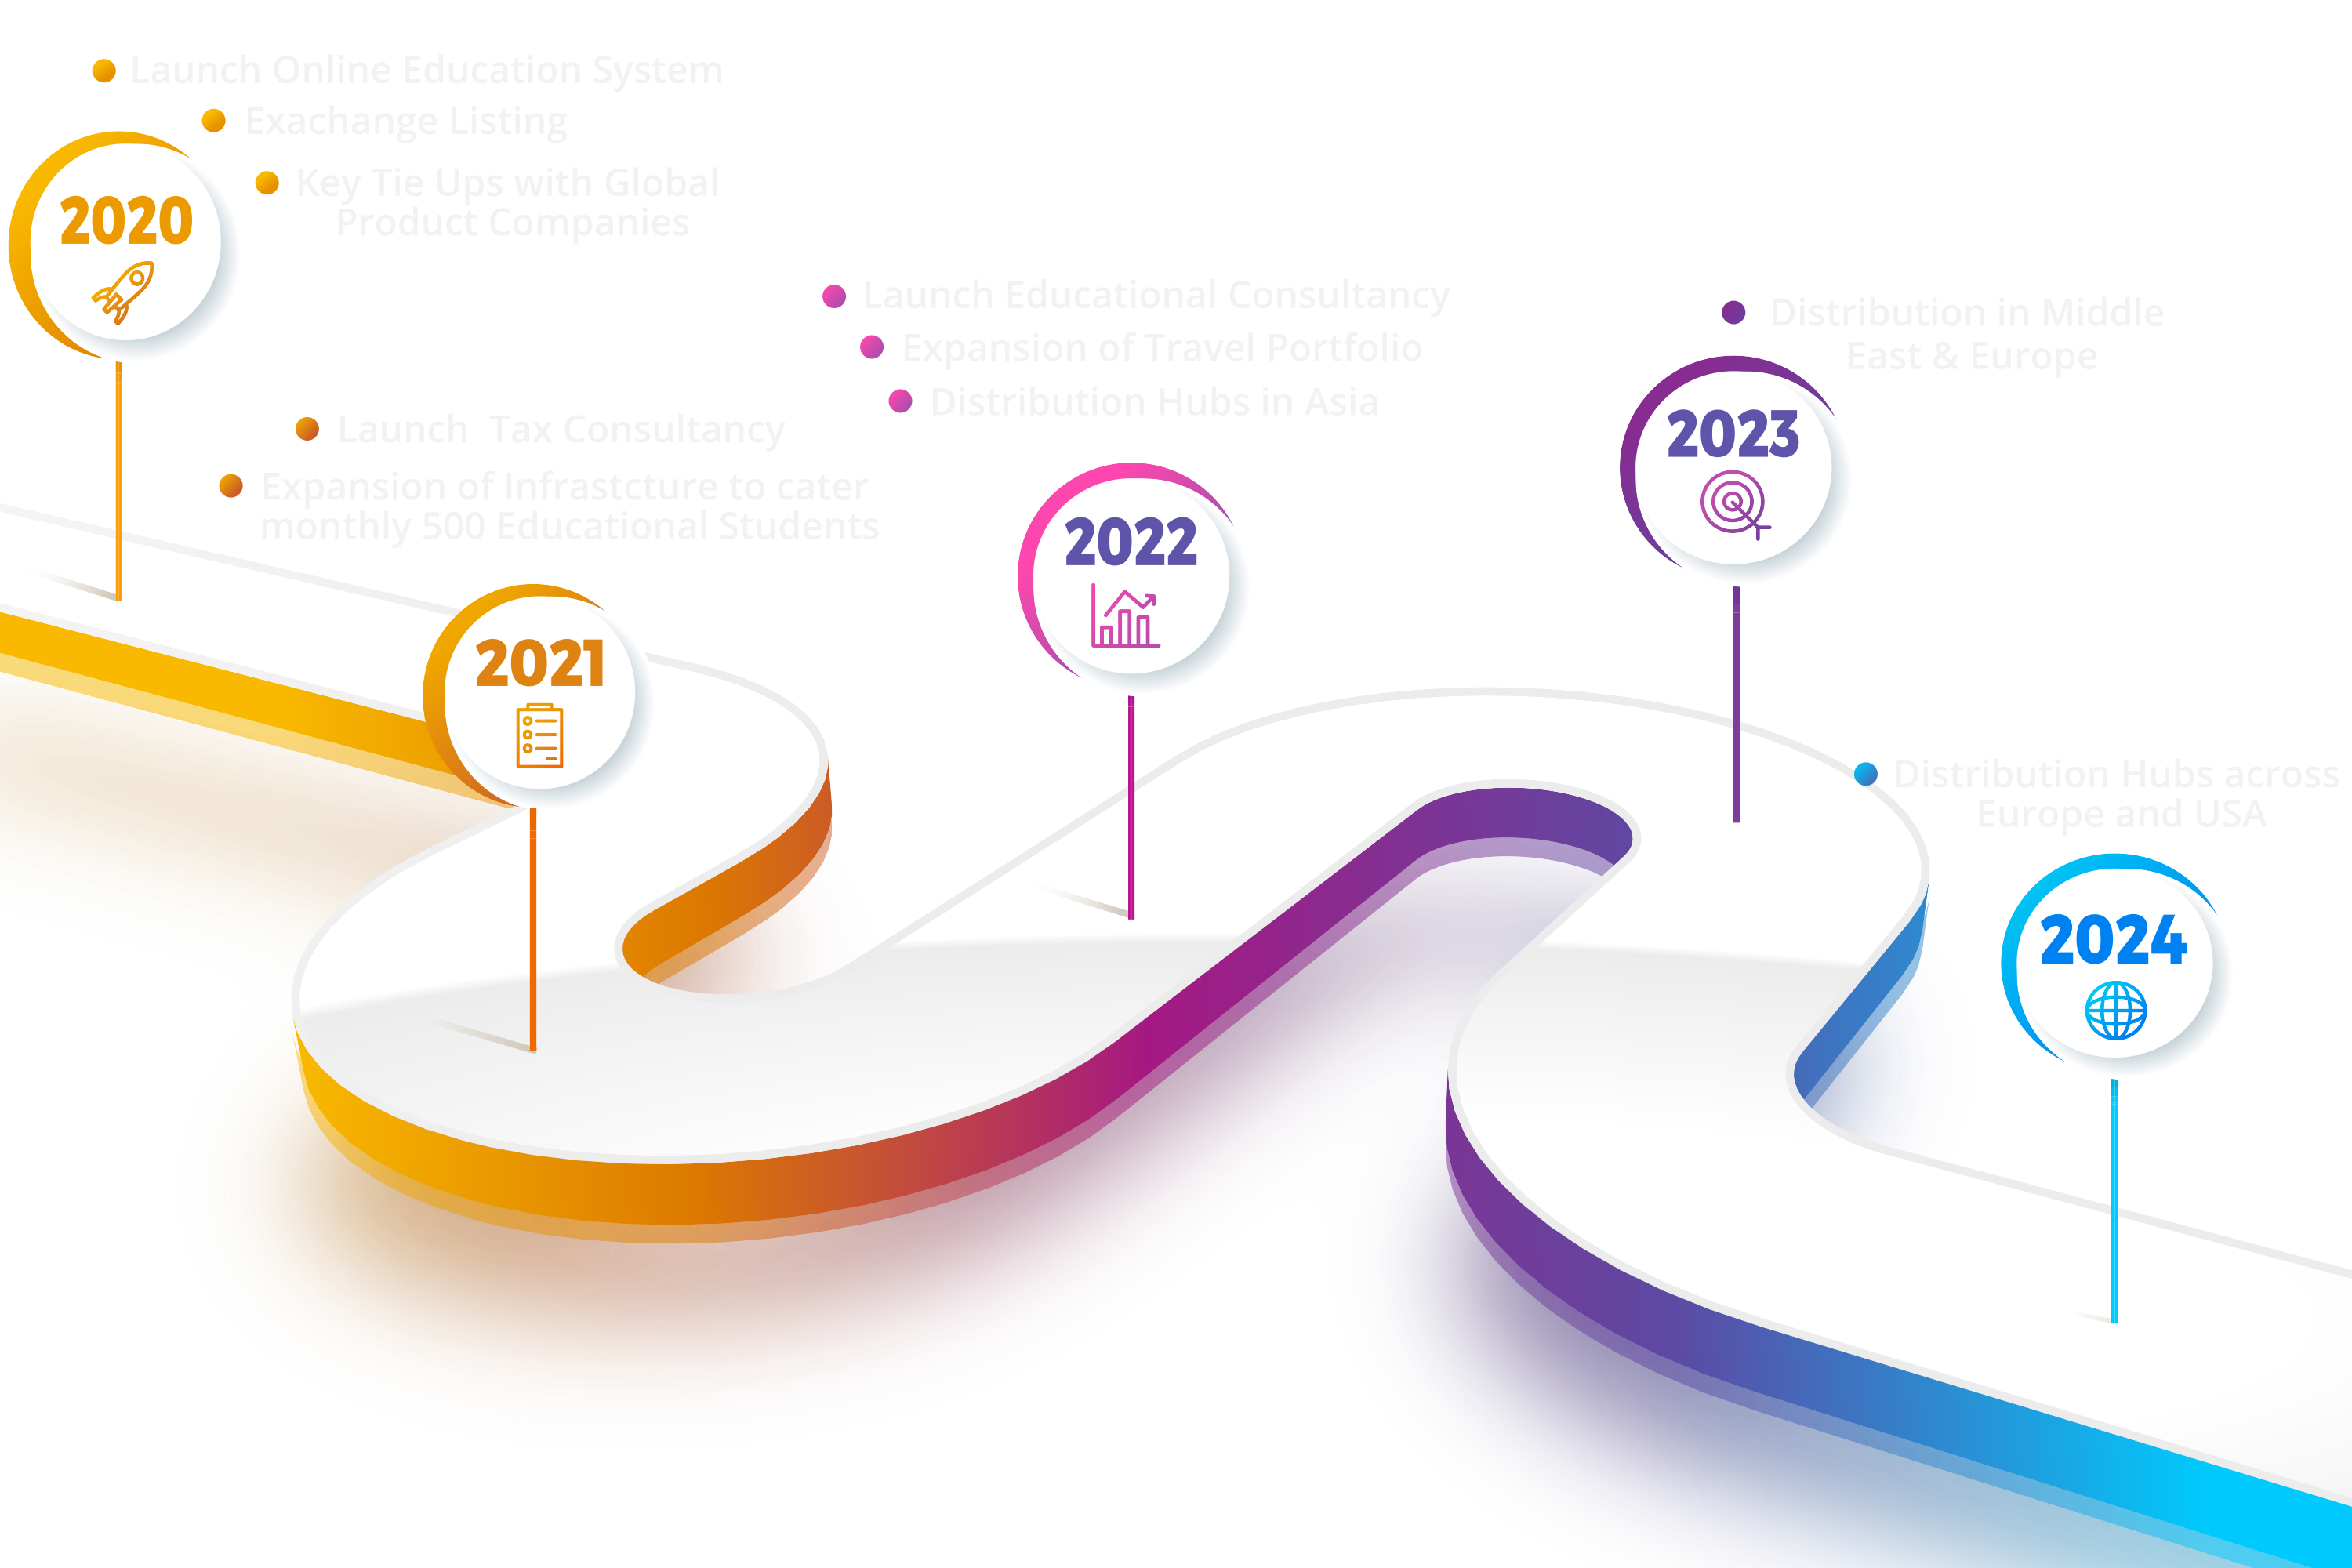 Launch Online Education System
Exachange Listing
Key Tie Ups with Global
Product Companies
2020
Launch Tax Consultancy
Expansion of Infrastcture to cater
monthly 500 Educational Students
2021
Launch Educational Consultancy
Expansion of Travel Portfolio
Distribution Hubs in Asia
2022
Distribution in Middle
East & Europe
2023
Distribution Hubs across
Europe and USA
2024